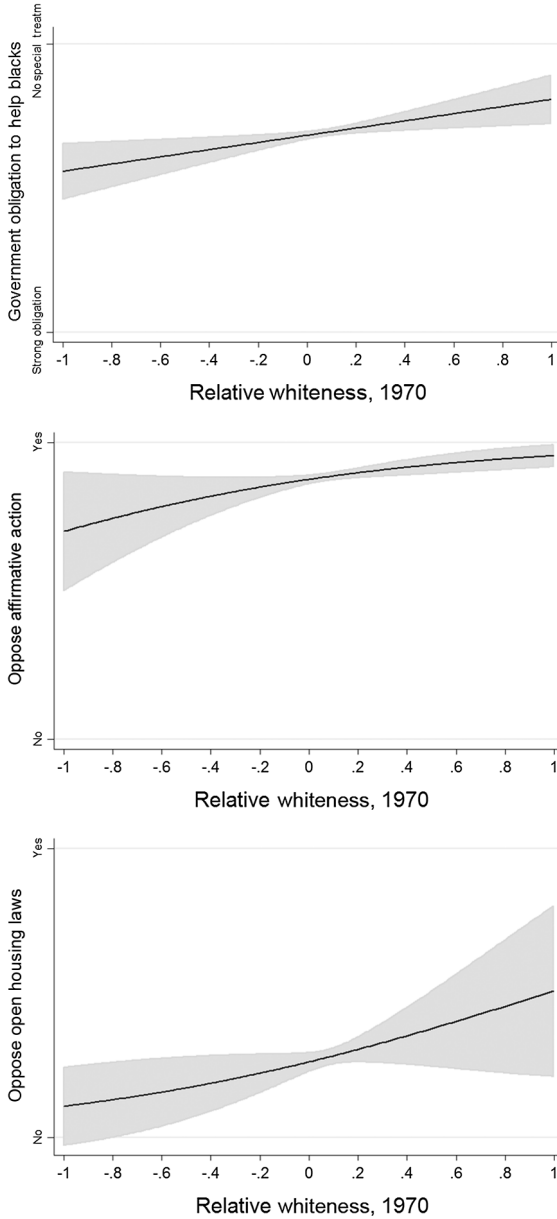 Government obligation to help blacks
No special treatm
Strong obligation
-1 -.8 -.6 -.4 -.2 0 .2 .4 .6 .8 1
Relative whiteness, 1970
Oppose affirmative action
Yes
No
-1 -.8 -.6 -.4 -.2 0 .2 .4 .6 .8 1
Relative whiteness, 1970
Oppose open housing laws
Yes
No
-1 -.8 -.6 -.4 -.2 0 .2 .4 .6 .8 1
Relative whiteness, 1970